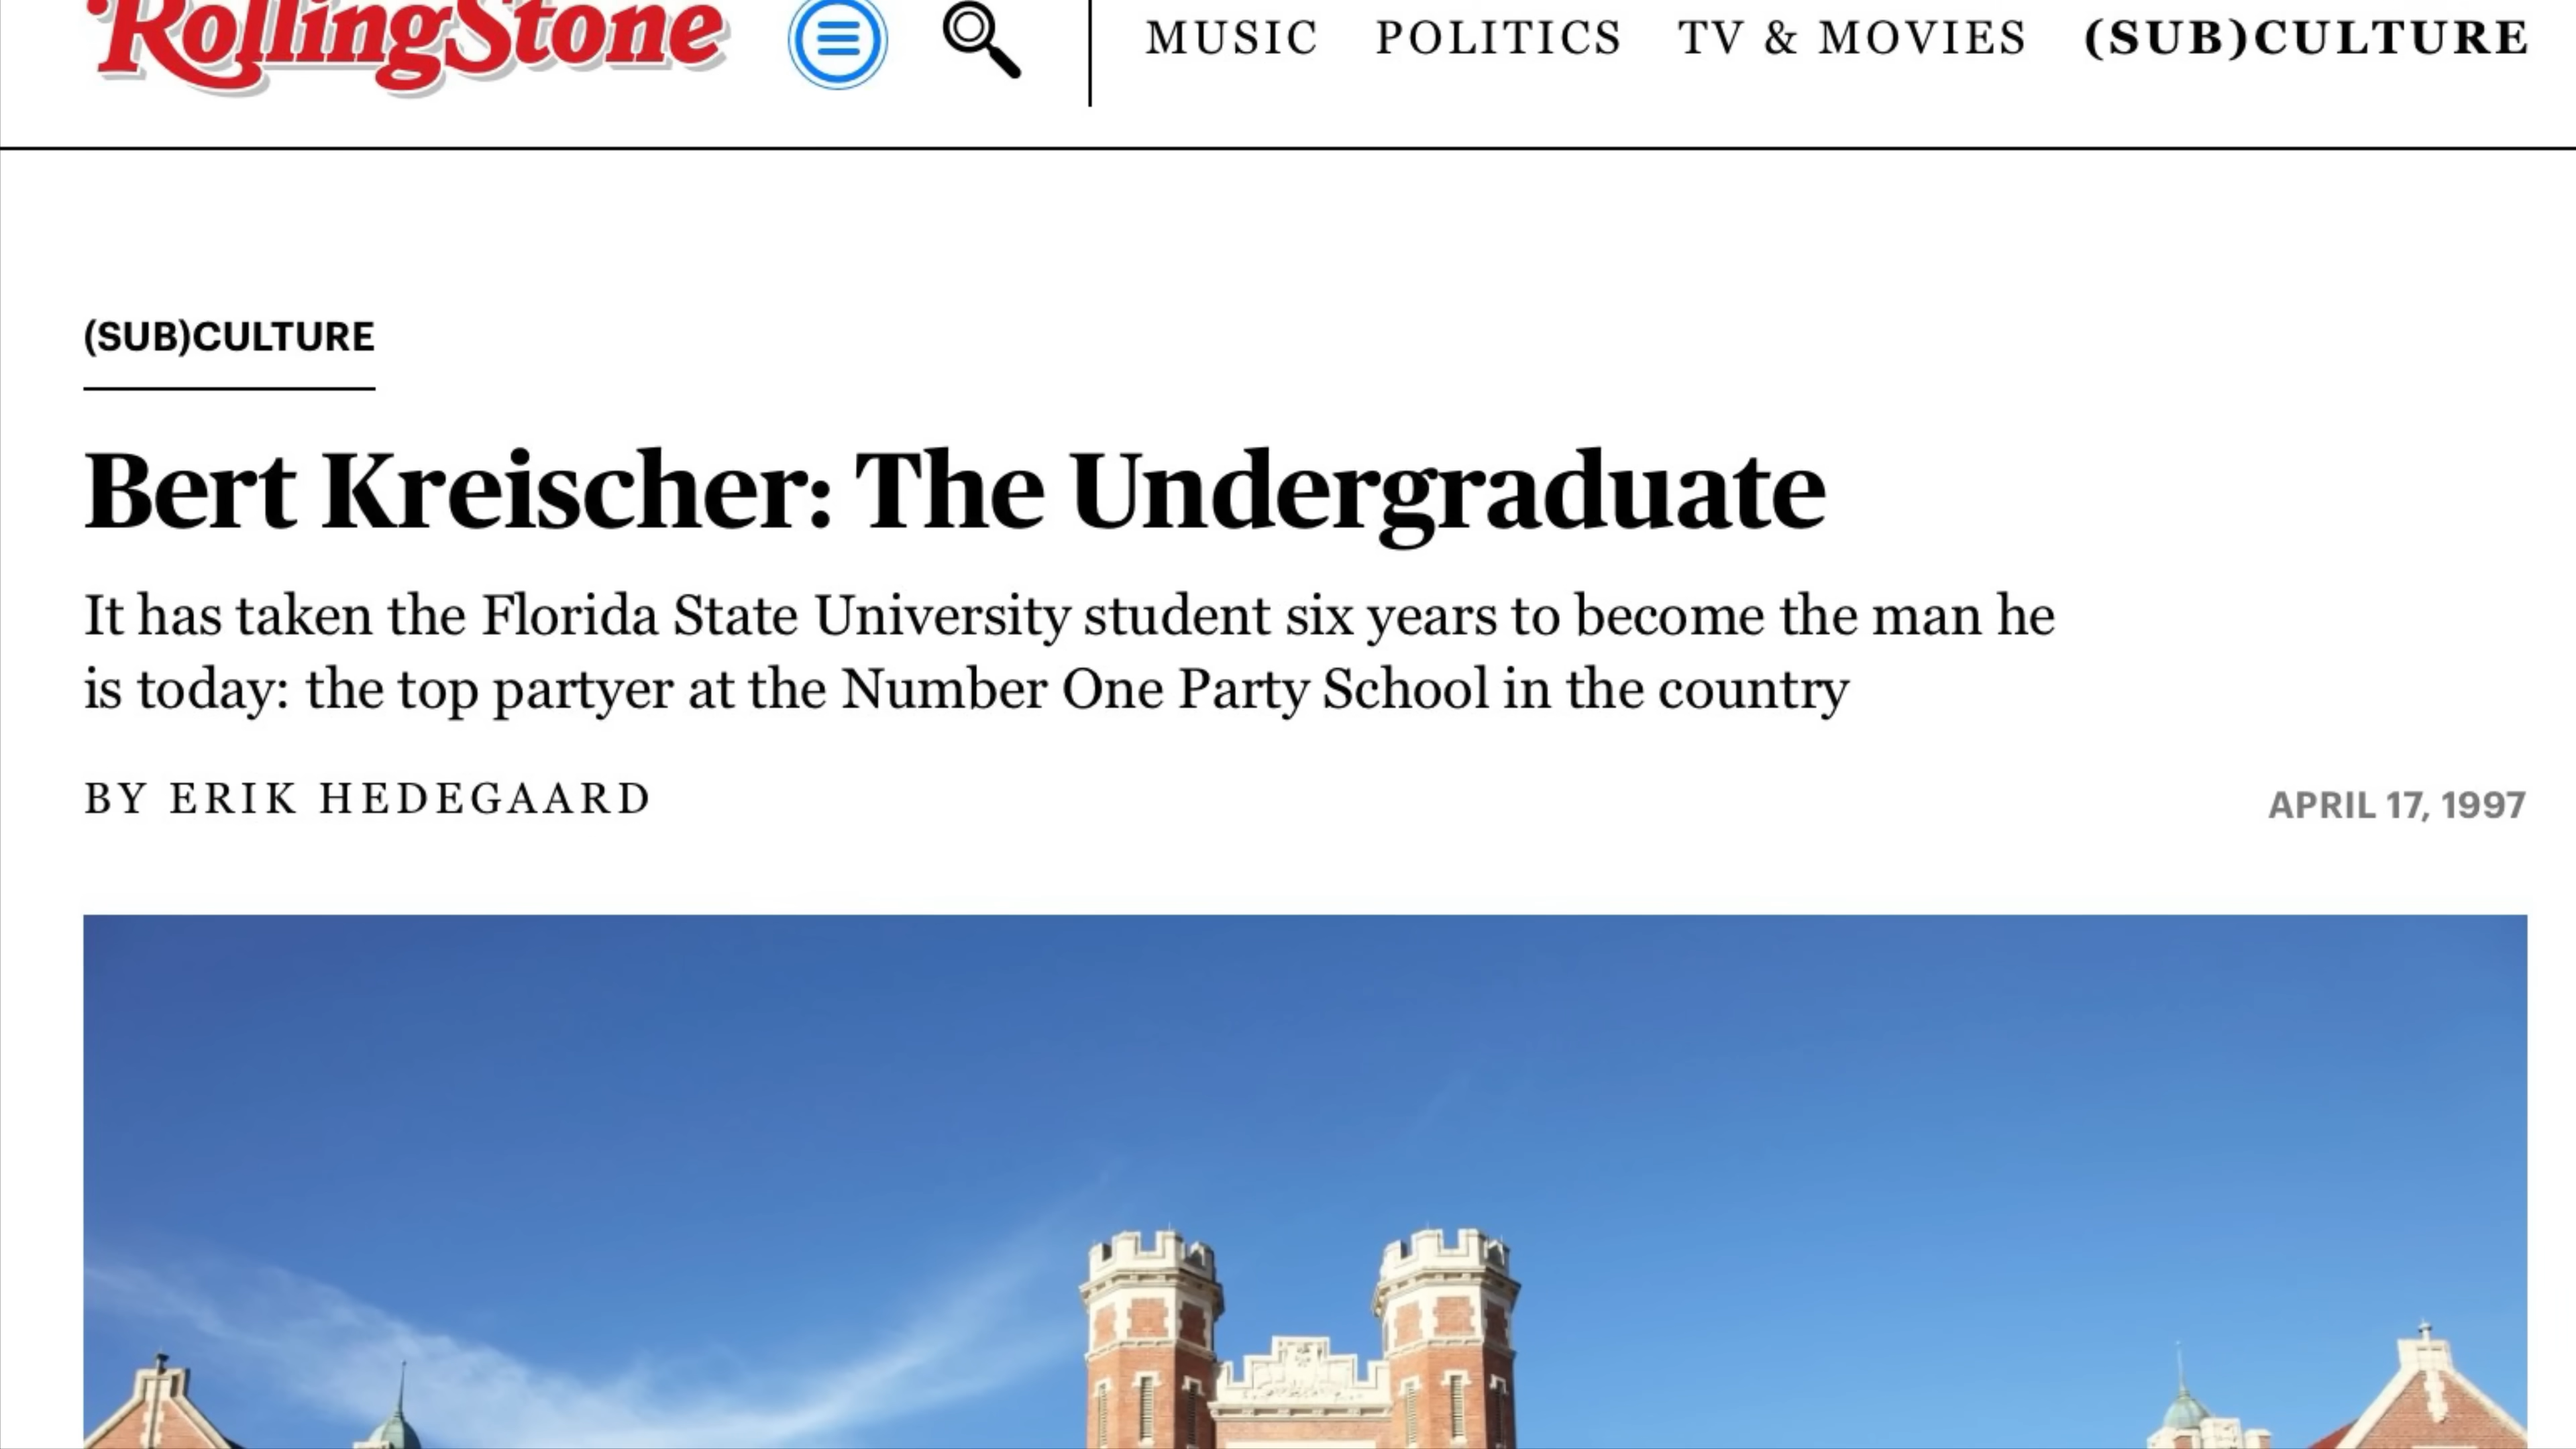 RollingStone
MUSIC POLITICS TV & MOVIES (SUB)CULTURE
(SUB)CULTURE
Bert Kreischer: The Undergraduate
It has taken the Florida State University student six years to become the man he
is today: the top partyer at the Number One Party School in the country
BY ERIK HEDEGAARD
APRIL 17, 1997